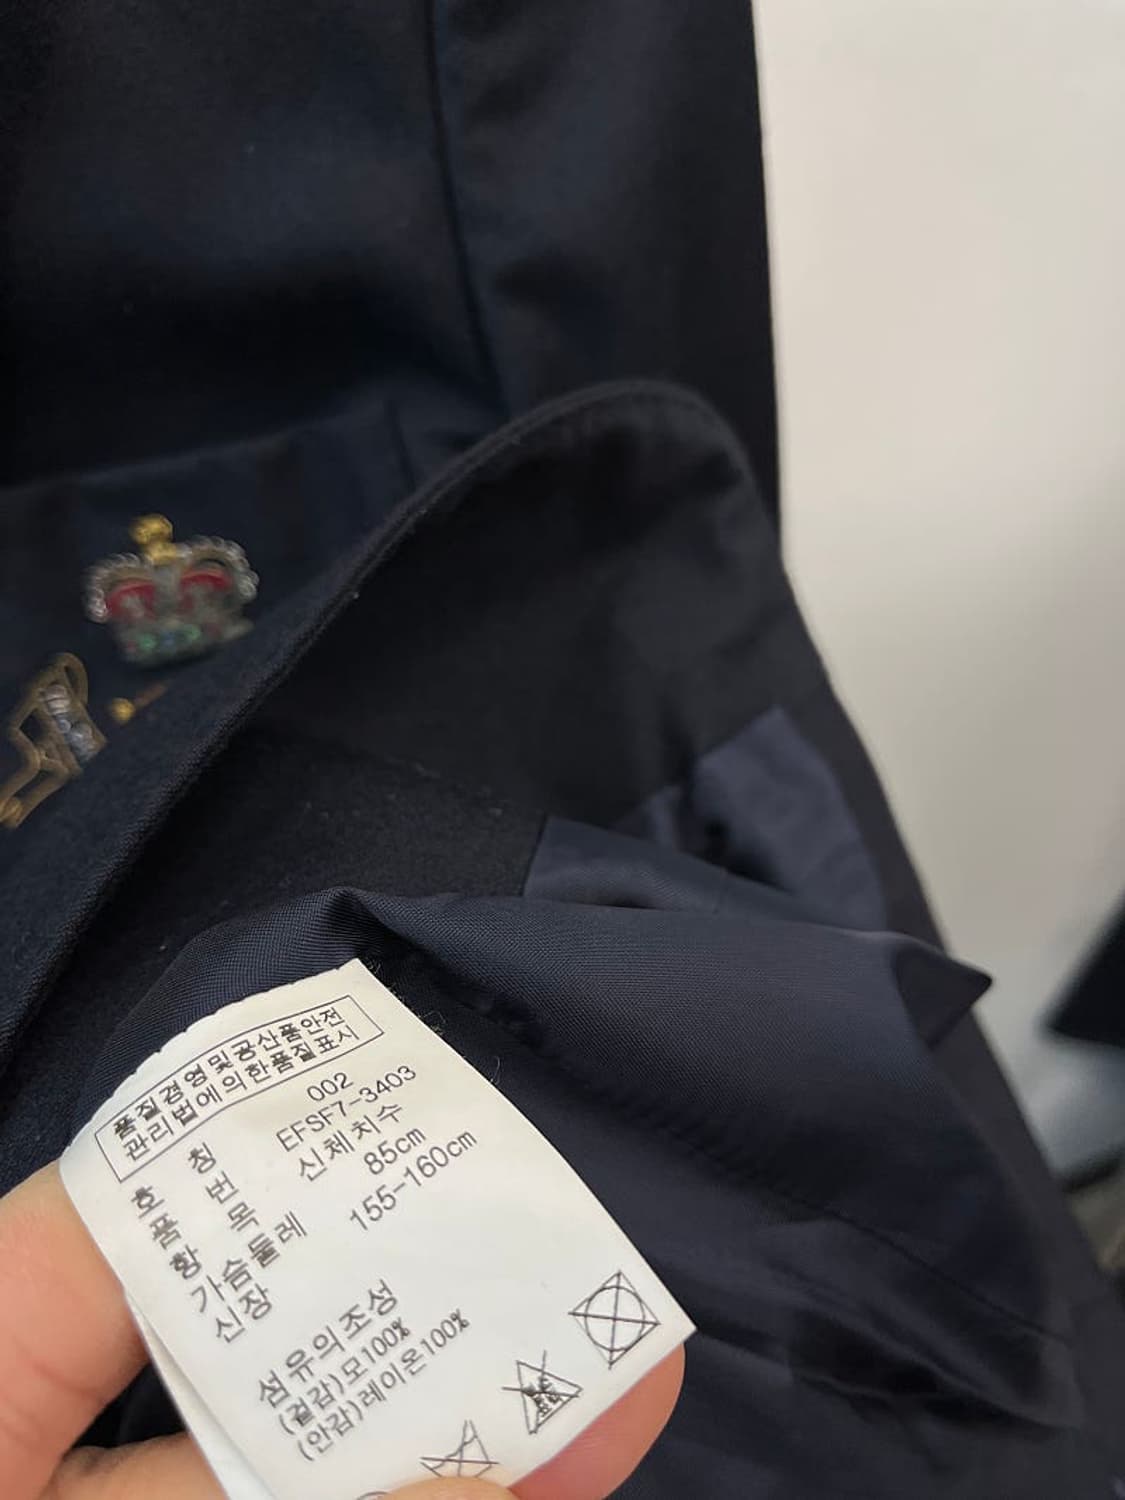 품질경영및공산품안전
관리법에의한품질표시
호 칭 002
품 번 EFSF7-3403
항 목 신체치수
가슴둘레 85cm
신장 155-160cm
섬유의조성
(겉감)모100%
(안감)레이온100%